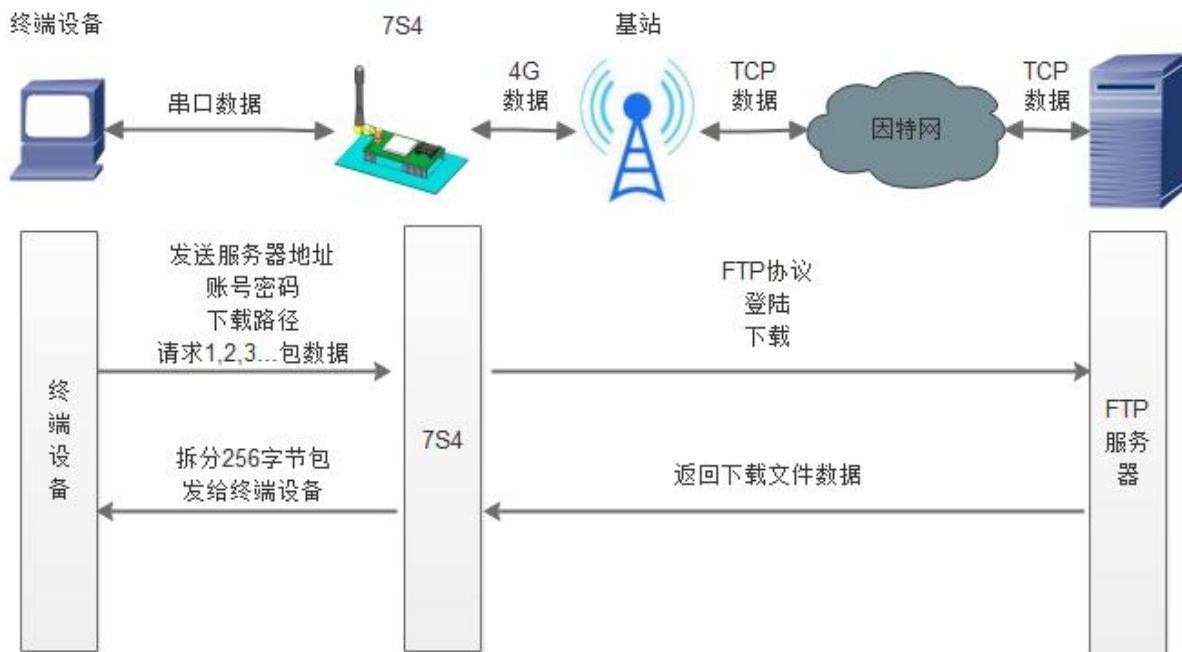 终端设备
7S4
基站
串口数据
4G
数据
TCP
数据
因特网
TCP
数据
发送服务器地址
账号密码
下载路径
请求1,2,3...包数据
FTP协议
登陆
下载
终
端
设
备
7S4
FTP
服务
器
拆分256字节包
发给终端设备
返回下载文件数据